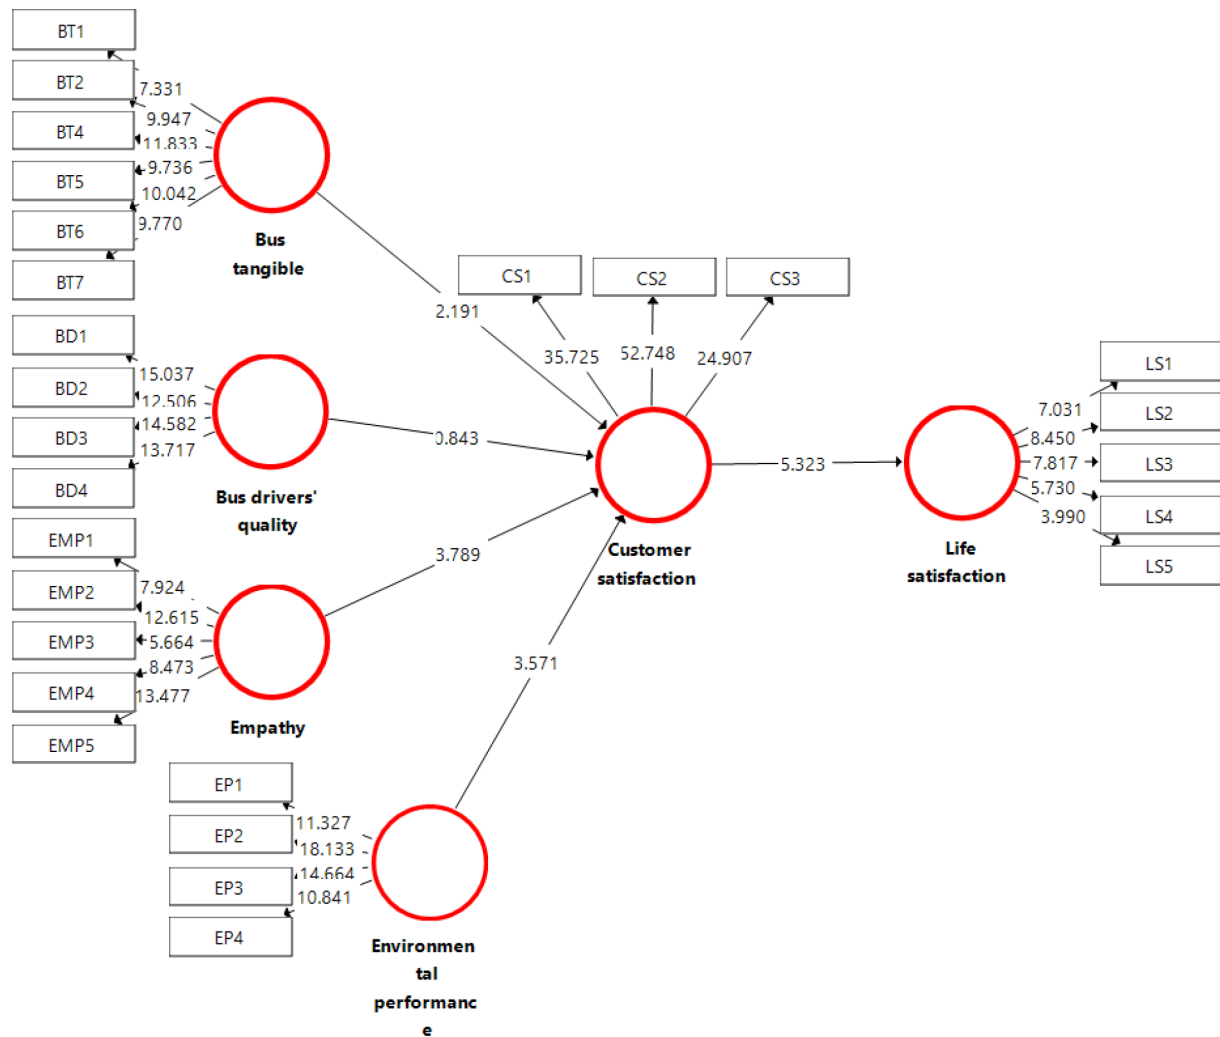 BT1
BT2
BT4
BT5
BT6
BT7
7.331
9.947
11.833
9.736
10.042
9.770
Bus
tangible
BD1
BD2
BD3
BD4
15.037
12.506
14.582
13.717
Bus drivers'
quality
EMP1
EMP2
EMP3
EMP4
EMP5
7.924
12.615
5.664
8.473
13.477
Empathy
EP1
EP2
EP3
EP4
11.327
18.133
14.664
10.841
Environmen
tal
performanc
e
2.191
0.843
3.789
3.571
CS1
CS2
CS3
35.725
52.748
24.907
Customer
satisfaction
5.323
Life
satisfaction
7.031
8.450
7.817
5.730
3.990
LS1
LS2
LS3
LS4
LS5